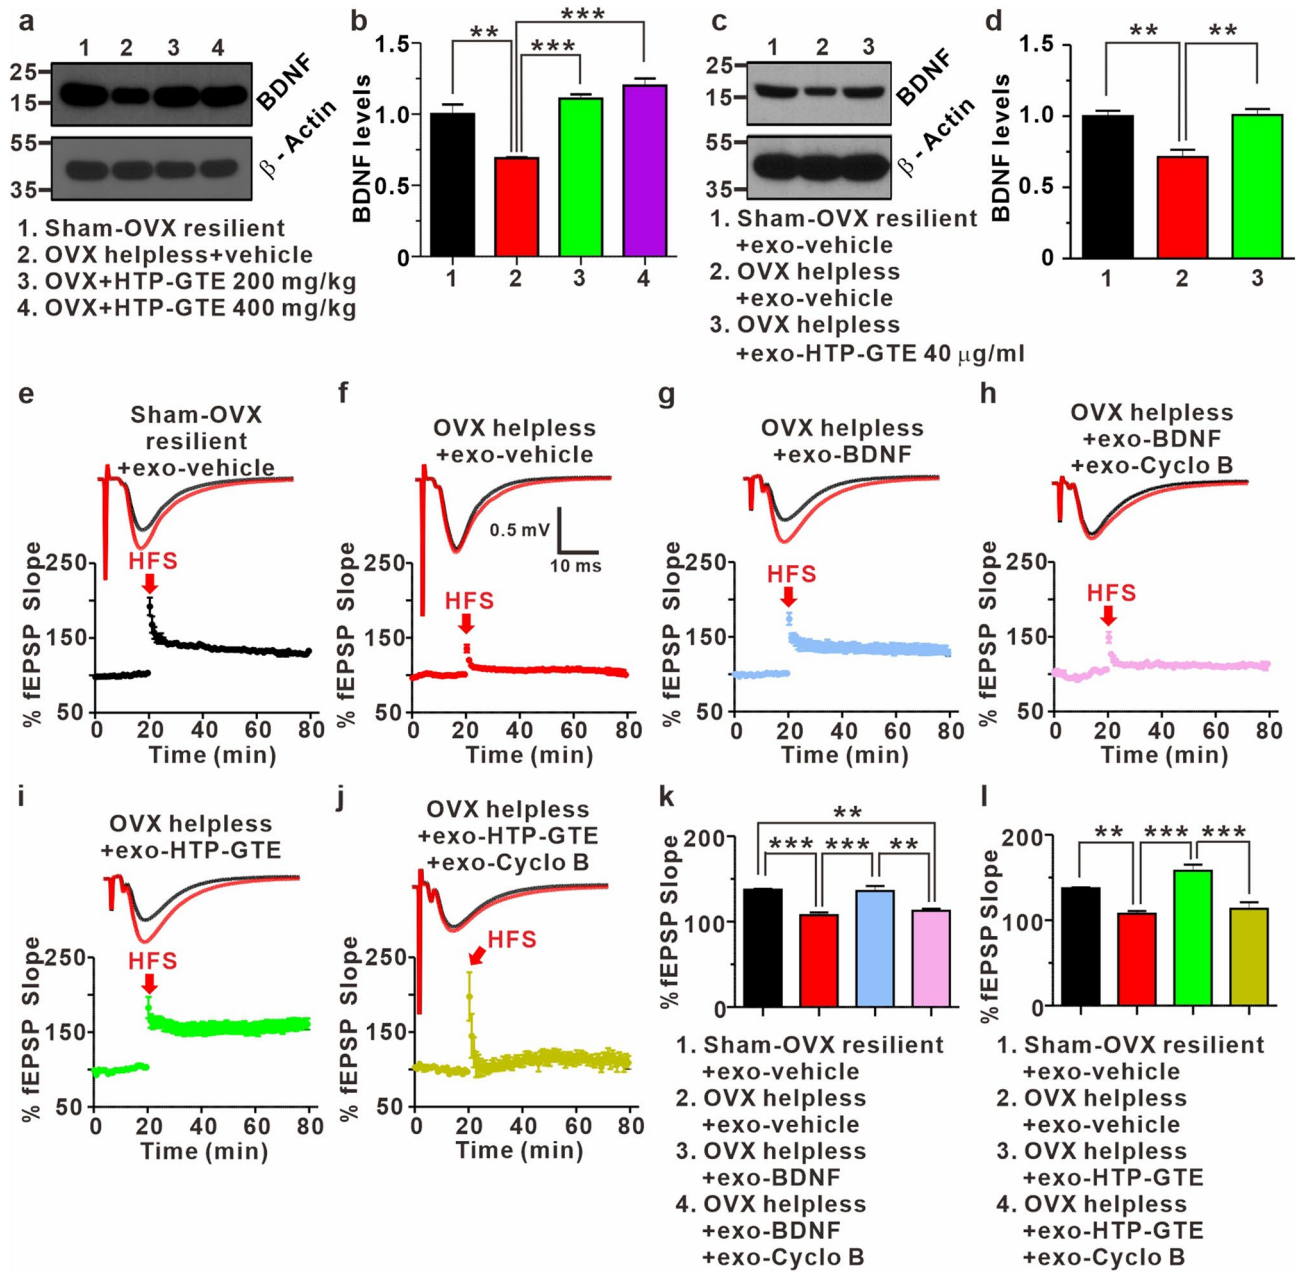 a
1 2 3 4
25
15
BDNF
55
35
β - Actin
1. Sham-OVX resilient
2. OVX helpless+vehicle
3. OVX+HTP-GTE 200 mg/kg
4. OVX+HTP-GTE 400 mg/kg
b
BDNF levels
1.5
1.0
0.5
0
** *** ***
1 2 3 4
c
1 2 3
25
15
BDNF
55
35
β - Actin
1. Sham-OVX resilient
+exo-vehicle
2. OVX helpless
+exo-vehicle
3. OVX helpless
+exo-HTP-GTE 40 μg/ml
d
BDNF levels
1.5
1.0
0.5
0
** **
1 2 3
e
Sham-OVX
resilient
+exo-vehicle
HFS
% fEPSP Slope
250
150
50
0 20 40 60 80
Time (min)
f
OVX helpless
+exo-vehicle
0.5 mV
10 ms
HFS
% fEPSP Slope
250
150
50
0 20 40 60 80
Time (min)
g
OVX helpless
+exo-BDNF
HFS
% fEPSP Slope
250
150
50
0 20 40 60 80
Time (min)
h
OVX helpless
+exo-BDNF
+exo-Cyclo B
HFS
% fEPSP Slope
250
150
50
0 20 40 60 80
Time (min)
i
OVX helpless
+exo-HTP-GTE
HFS
% fEPSP Slope
250
150
50
0 20 40 60 80
Time (min)
j
OVX helpless
+exo-HTP-GTE
+exo-Cyclo B
HFS
% fEPSP Slope
250
150
50
0 20 40 60 80
Time (min)
k
% fEPSP Slope
200
100
0
**
*** *** **
1. Sham-OVX resilient
+exo-vehicle
2. OVX helpless
+exo-vehicle
3. OVX helpless
+exo-BDNF
4. OVX helpless
+exo-BDNF
+exo-Cyclo B
l
% fEPSP Slope
200
100
0
** *** ***
1. Sham-OVX resilient
+exo-vehicle
2. OVX helpless
+exo-vehicle
3. OVX helpless
+exo-HTP-GTE
4. OVX helpless
+exo-HTP-GTE
+exo-Cyclo B